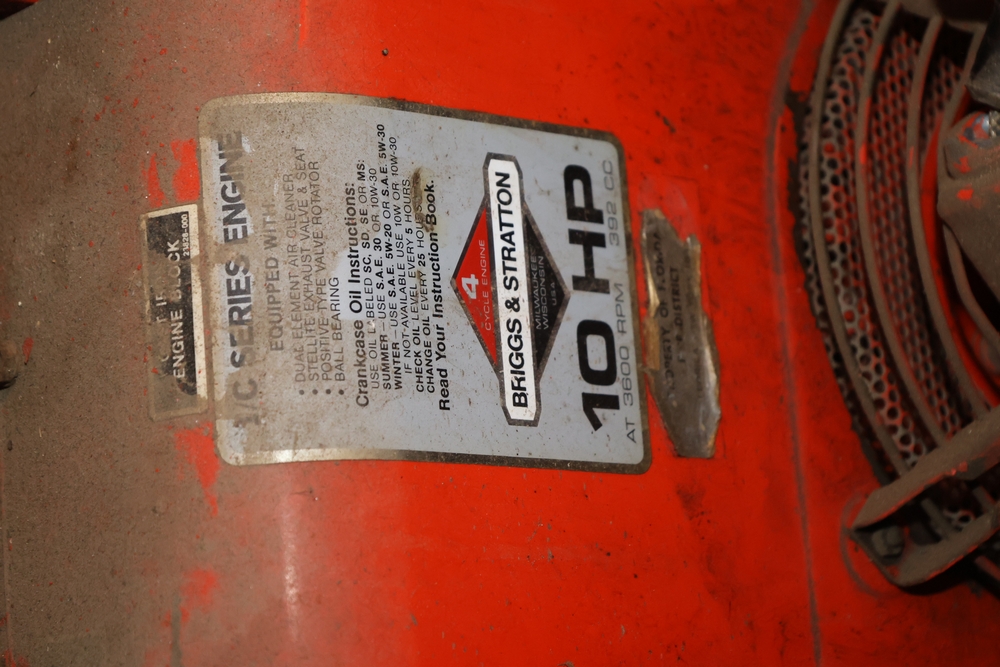 ENGINE BLOCK
SERIES ENGINE
EQUIPPED WITH:
• DUAL ELEMENT AIR CLEANER
• STELLITE EXHAUST VALVE & SEAT
• POSITIVE TYPE VALVE ROTATOR
• BALL BEARING
Crankcase Oil Instructions:
USE OIL LABELED SC, SD, SE OR MS:
SUMMER – USE S.A.E. 30 OR 10W-30
WINTER – USE S.A.E. 5W-20 OR S.A.E. 5W-30
IF NOT AVAILABLE USE 10W OR 10W-30
CHECK OIL LEVEL EVERY 5 HOURS
CHANGE OIL EVERY 25 HOURS
Read Your Instruction Book.
4
CYCLE ENGINE
BRIGGS & STRATTON
MILWAUKEE
WISCONSIN
USA
10 HP
AT 3600 RPM 392 CC
DISTRICT